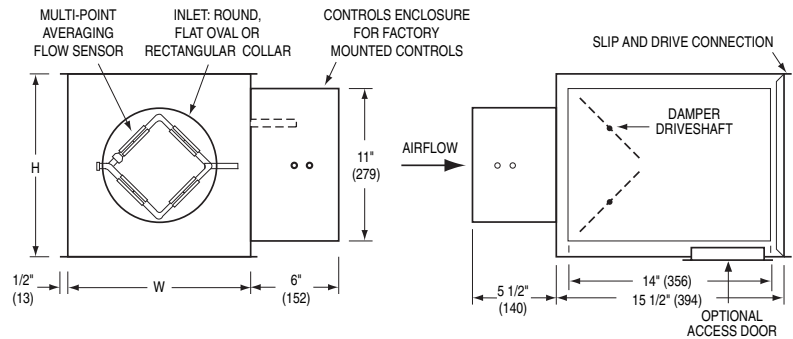 MULTI-POINT
AVERAGING
FLOW SENSOR
INLET: ROUND,
FLAT OVAL OR
RECTANGULAR COLLAR
CONTROLS ENCLOSURE
FOR FACTORY
MOUNTED CONTROLS
SLIP AND DRIVE CONNECTION
H
11"
(279)
AIRFLOW
DAMPER
DRIVESHAFT
1/2"
(13)
W
6"
(152)
5 1/2"
(140)
14" (356)
15 1/2" (394)
OPTIONAL
ACCESS DOOR